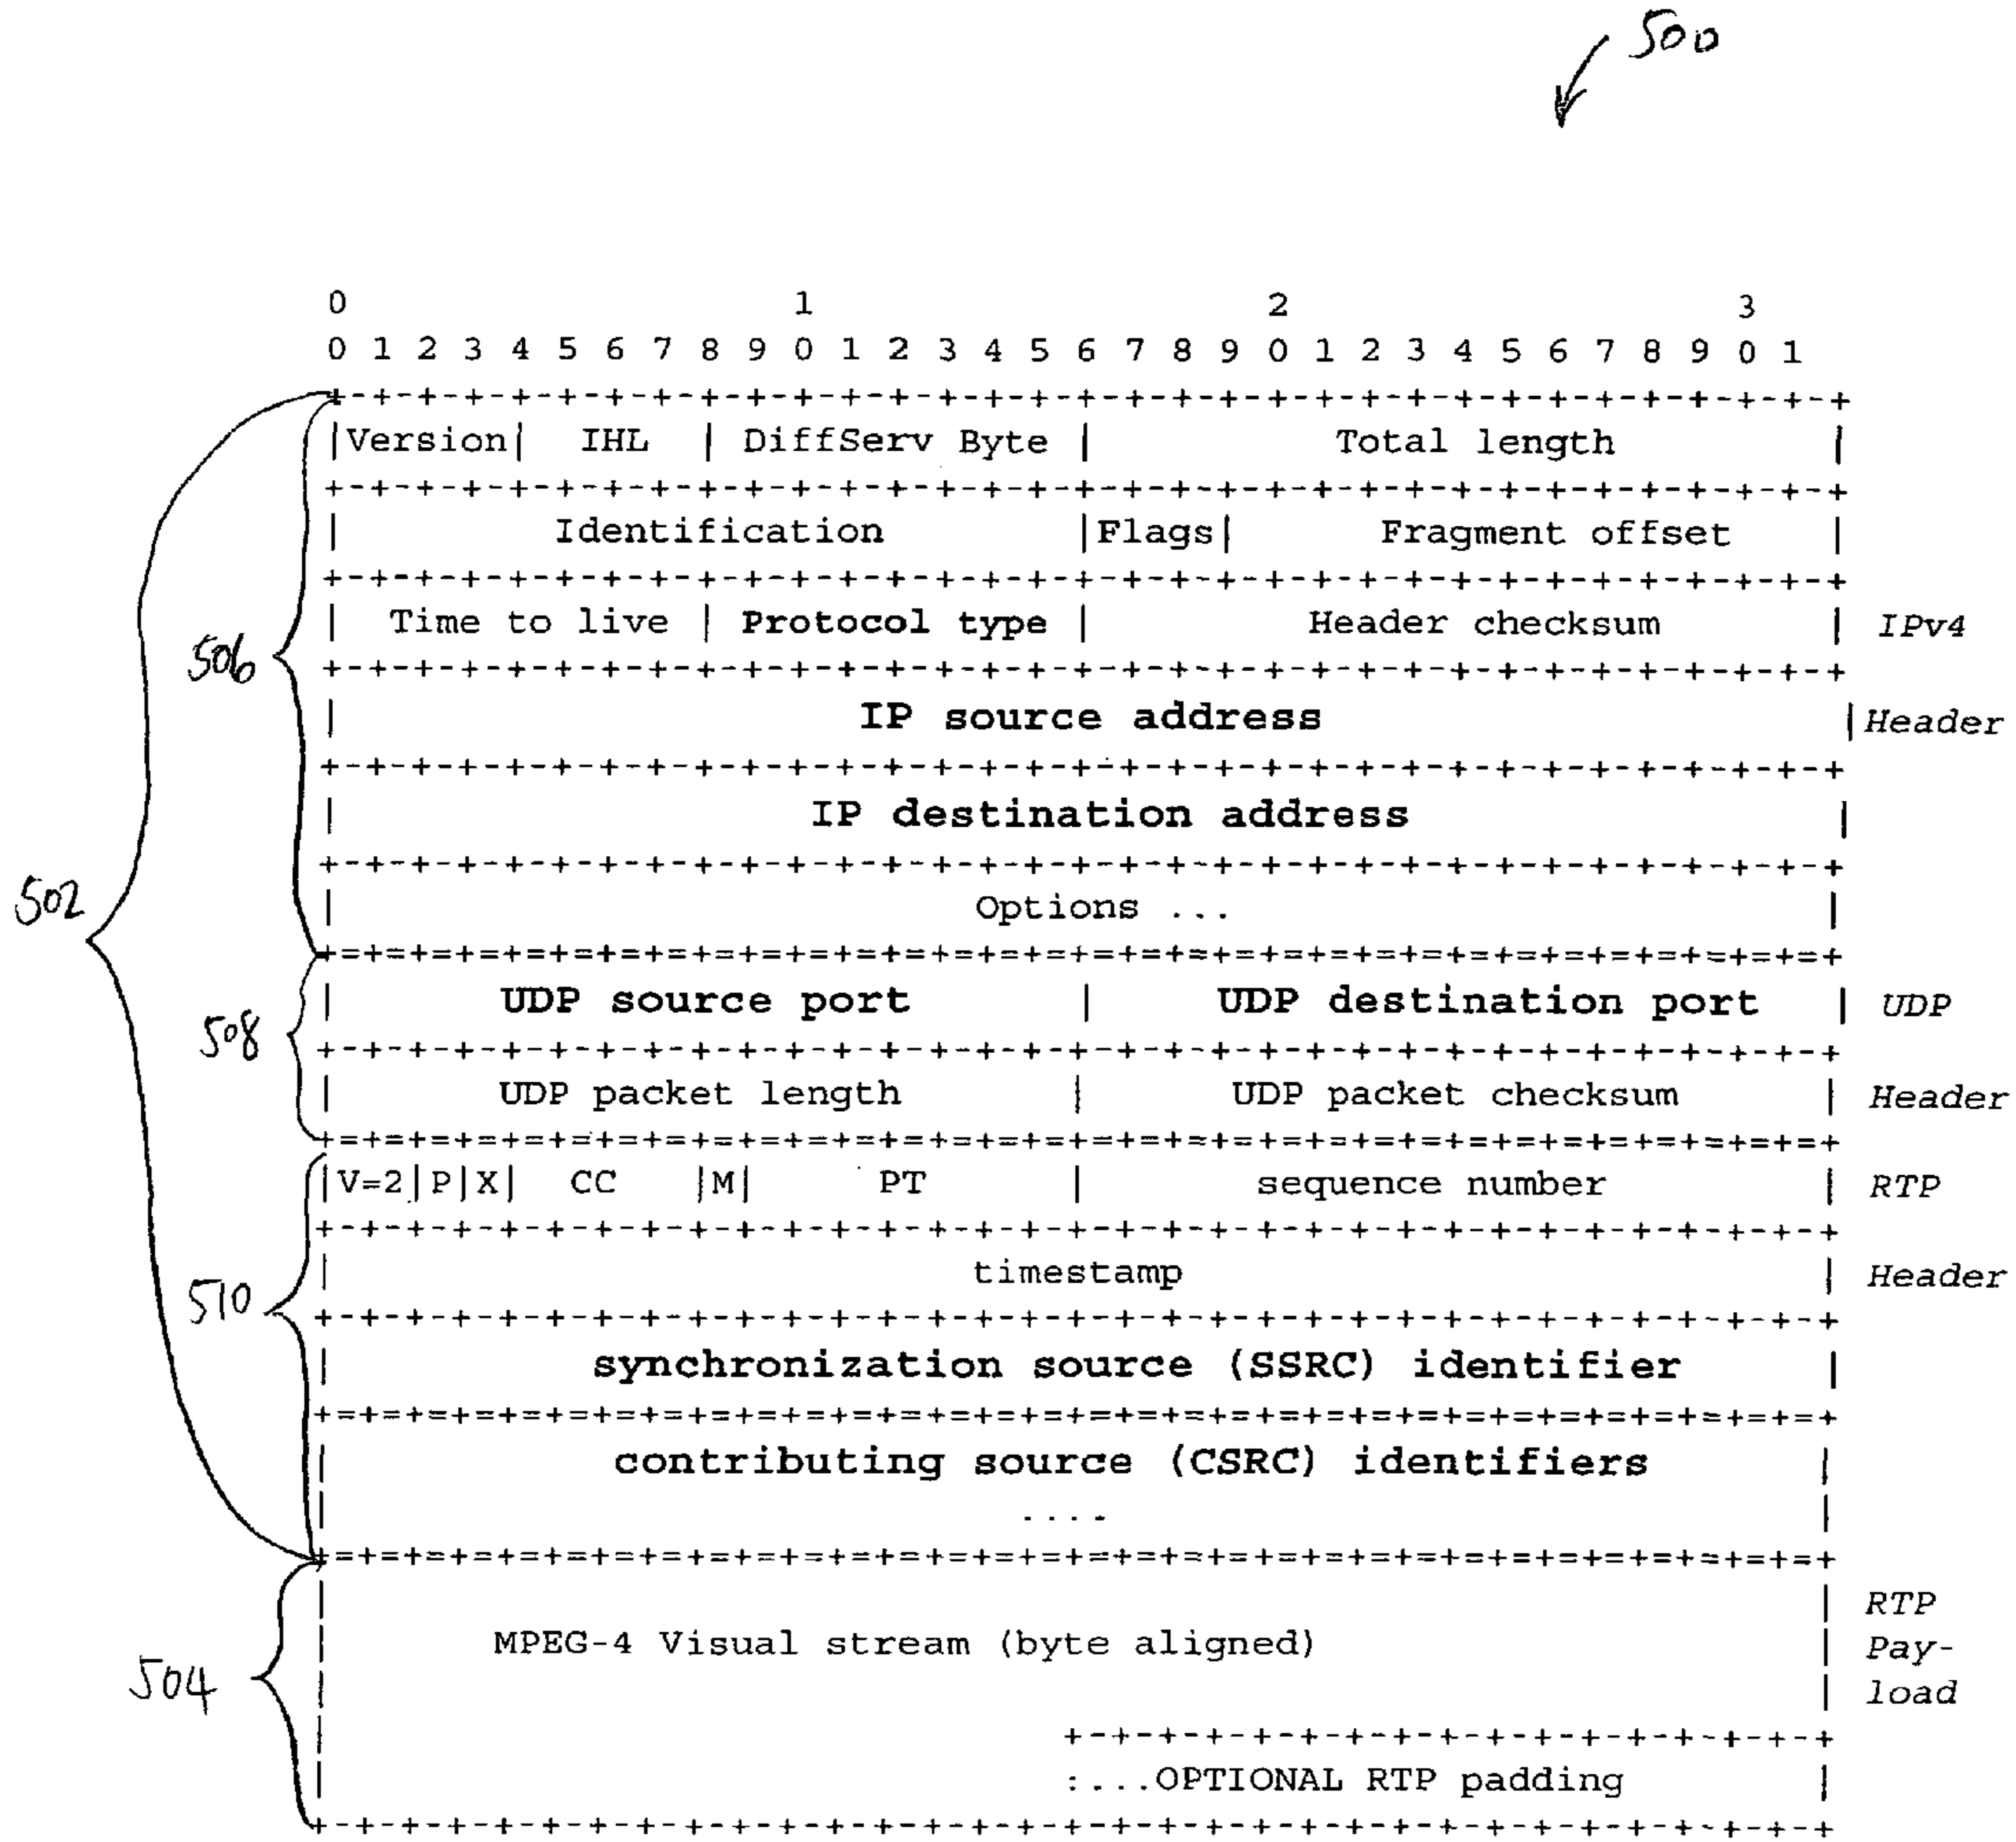 500
0 1 2 3
0 1 2 3 4 5 6 7 8 9 0 1 2 3 4 5 6 7 8 9 0 1 2 3 4 5 6 7 8 9 0 1
+-+-+-+-+-+-+-+-+-+-+-+-+-+-+-+-+-+-+-+-+-+-+-+-+-+-+-+-+-+-+-+-+
|Version| IHL | DiffServ Byte | Total length |
+-+-+-+-+-+-+-+-+-+-+-+-+-+-+-+-+-+-+-+-+-+-+-+-+-+-+-+-+-+-+-+-+
| Identification |Flags| Fragment offset |
+-+-+-+-+-+-+-+-+-+-+-+-+-+-+-+-+-+-+-+-+-+-+-+-+-+-+-+-+-+-+-+-+
506 | Time to live | Protocol type | Header checksum | IPv4
+-+-+-+-+-+-+-+-+-+-+-+-+-+-+-+-+-+-+-+-+-+-+-+-+-+-+-+-+-+-+-+-+
| IP source address | Header
+-+-+-+-+-+-+-+-+-+-+-+-+-+-+-+-+-+-+-+-+-+-+-+-+-+-+-+-+-+-+-+-+
| IP destination address |
+-+-+-+-+-+-+-+-+-+-+-+-+-+-+-+-+-+-+-+-+-+-+-+-+-+-+-+-+-+-+-+-+
502 | Options ... |
+=+=+=+=+=+=+=+=+=+=+=+=+=+=+=+=+=+=+=+=+=+=+=+=+=+=+=+=+=+=+=+=+
| UDP source port | UDP destination port | UDP
508 +-+-+-+-+-+-+-+-+-+-+-+-+-+-+-+-+-+-+-+-+-+-+-+-+-+-+-+-+-+-+-+-+
| UDP packet length | UDP packet checksum | Header
+=+=+=+=+=+=+=+=+=+=+=+=+=+=+=+=+=+=+=+=+=+=+=+=+=+=+=+=+=+=+=+=+
|V=2|P|X| CC |M| PT | sequence number | RTP
+-+-+-+-+-+-+-+-+-+-+-+-+-+-+-+-+-+-+-+-+-+-+-+-+-+-+-+-+-+-+-+-+
510 | timestamp | Header
+-+-+-+-+-+-+-+-+-+-+-+-+-+-+-+-+-+-+-+-+-+-+-+-+-+-+-+-+-+-+-+-+
| synchronization source (SSRC) identifier |
+=+=+=+=+=+=+=+=+=+=+=+=+=+=+=+=+=+=+=+=+=+=+=+=+=+=+=+=+=+=+=+=+
| contributing source (CSRC) identifiers |
| .... |
+=+=+=+=+=+=+=+=+=+=+=+=+=+=+=+=+=+=+=+=+=+=+=+=+=+=+=+=+=+=+=+=+
| | RTP
| MPEG-4 Visual stream (byte aligned) | Pay-
504 | | load
| +-+-+-+-+-+-+-+-+-+-+-+-+-+-+-+-+
| :...OPTIONAL RTP padding |
+-+-+-+-+-+-+-+-+-+-+-+-+-+-+-+-+-+-+-+-+-+-+-+-+-+-+-+-+-+-+-+-+